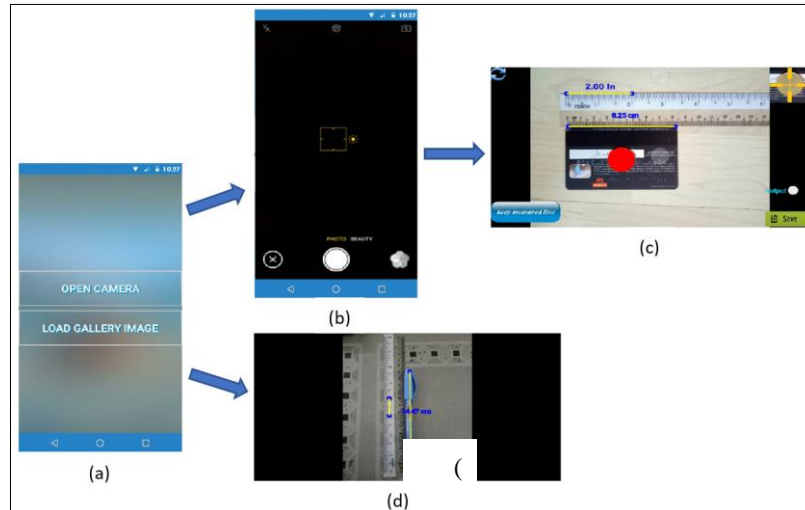 10:27
OPEN CAMERA
LOAD GALLERY IMAGE
(a)
10:27
PHOTO BEAUTY
(b)
2.00 In
8.25 cm
keep measured line
output
Save
(c)
14.47 cm
(
(d)